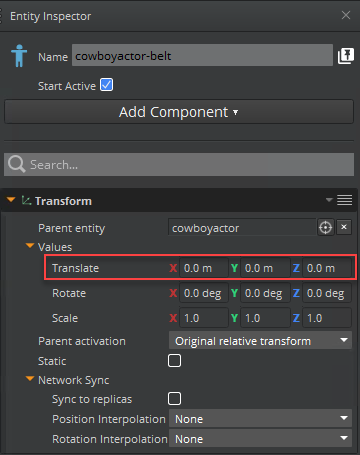 Entity Inspector
Name cowboyactor-belt
Start Active
Add Component
Search...
Transform
Parent entity cowboyactor
Values
Translate X 0.0 m Y 0.0 m Z 0.0 m
Rotate X 0.0 deg Y 0.0 deg Z 0.0 deg
Scale X 1.0 Y 1.0 Z 1.0
Parent activation Original relative transform
Static
Network Sync
Sync to replicas
Position Interpolation None
Rotation Interpolation None